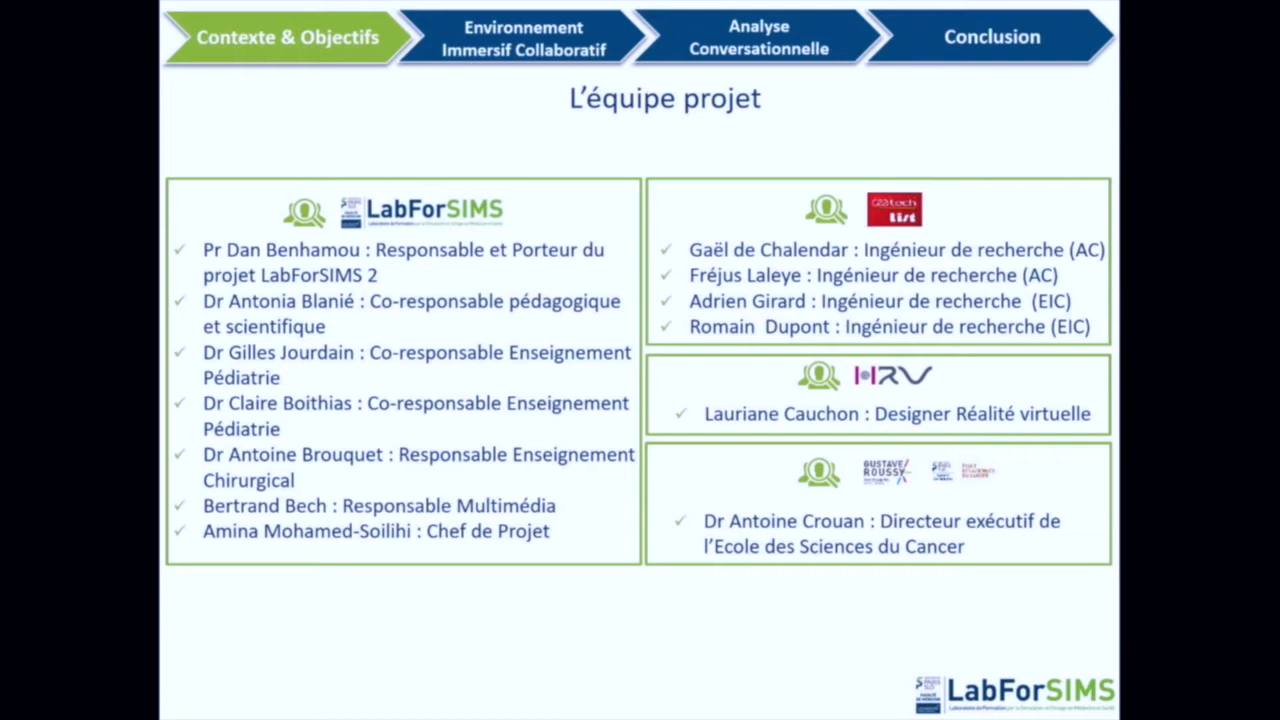 Contexte & Objectifs
Environnement
Immersif Collaboratif
Analyse
Conversationnelle
Conclusion
L'équipe projet
LabForSIMS
Pr Dan Benhamou : Responsable et Porteur du
projet LabForSIMS 2
Dr Antonia Blanié : Co-responsable pédagogique
et scientifique
Dr Gilles Jourdain : Co-responsable Enseignement
Pédiatrie
Dr Claire Boithias : Co-responsable Enseignement
Pédiatrie
Dr Antoine Brouquet : Responsable Enseignement
Chirurgical
Bertrand Bech : Responsable Multimédia
Amina Mohamed-Soilihi : Chef de Projet
ceatech
List
Gaël de Chalendar : Ingénieur de recherche (AC)
Fréjus Laleye : Ingénieur de recherche (AC)
Adrien Girard : Ingénieur de recherche (EIC)
Romain Dupont : Ingénieur de recherche (EIC)
HRV
Lauriane Cauchon : Designer Réalité virtuelle
GUSTAVE/
ROUSSY
Dr Antoine Crouan : Directeur exécutif de
l'Ecole des Sciences du Cancer
LabForSIMS